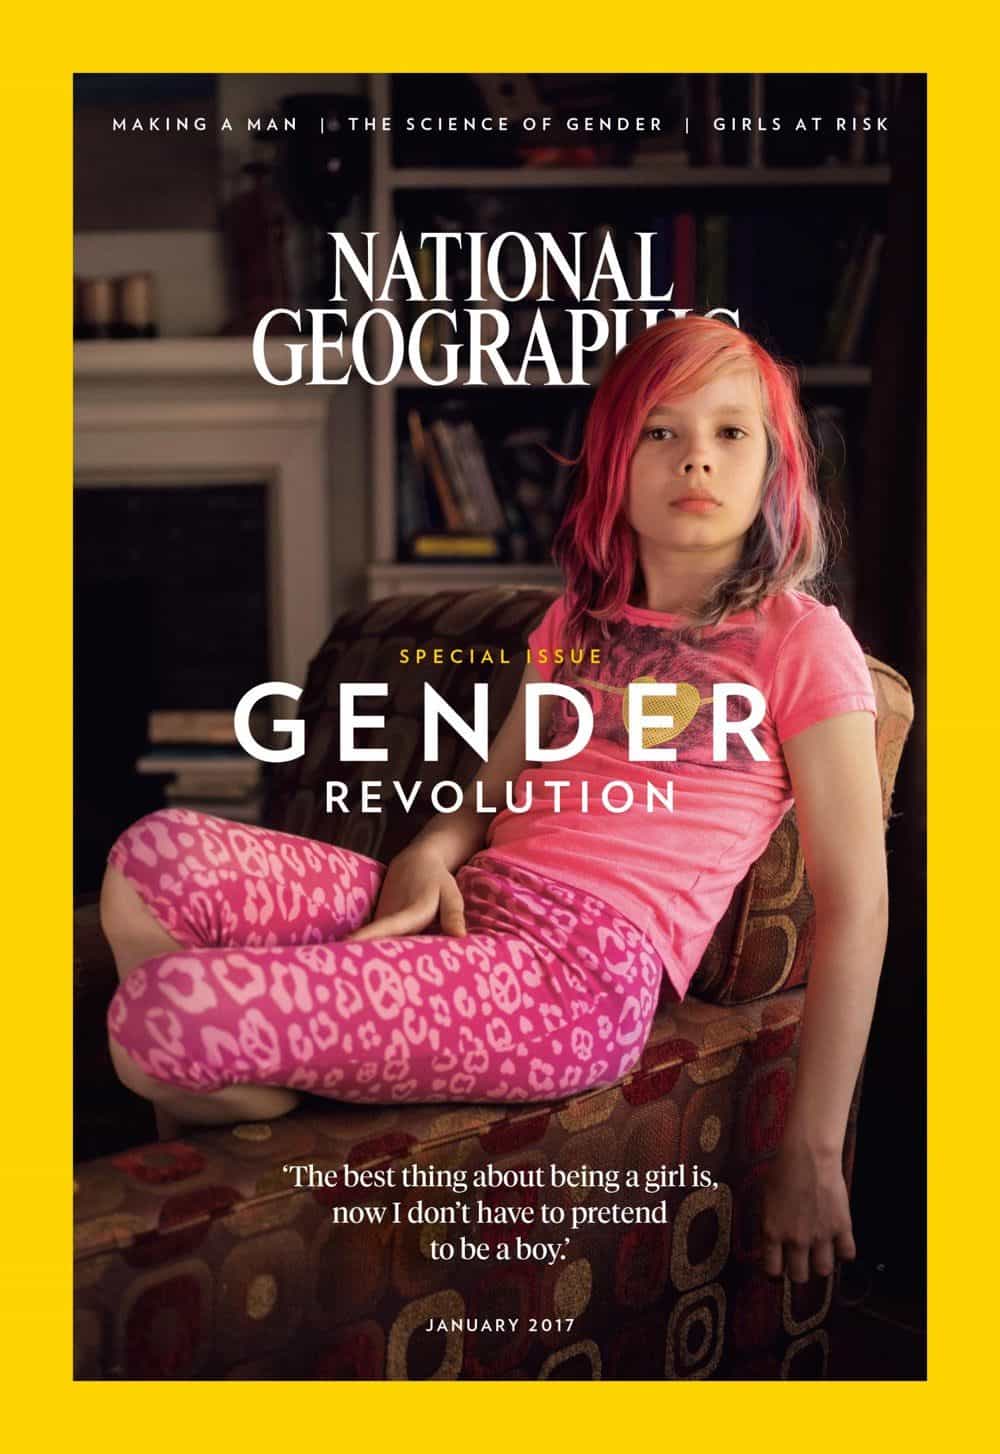 MAKING A MAN | THE SCIENCE OF GENDER | GIRLS AT RISK
NATIONAL
GEOGRAPHIC
SPECIAL ISSUE
GENDER
REVOLUTION
‘The best thing about being a girl is,
now I don’t have to pretend
to be a boy.’
JANUARY 2017